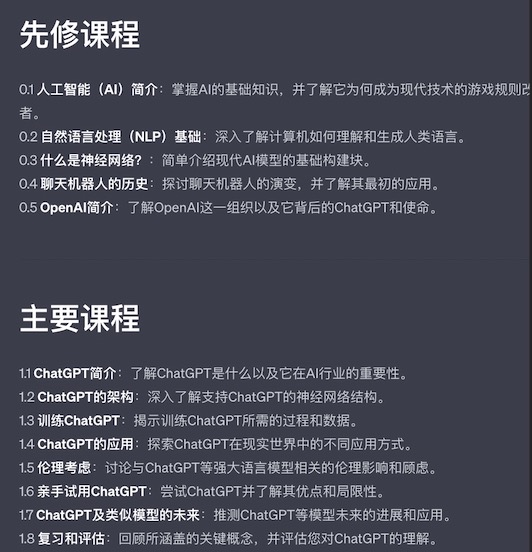 先修课程
0.1 人工智能（AI）简介：掌握AI的基础知识，并了解它为何成为现代技术的游戏规则改
者。
0.2 自然语言处理（NLP）基础：深入了解计算机如何理解和生成人类语言。
0.3 什么是神经网络？：简单介绍现代AI模型的基础构建块。
0.4 聊天机器人的历史：探讨聊天机器人的演变，并了解其最初的应用。
0.5 OpenAI简介：了解OpenAI这一组织以及它背后的ChatGPT和使命。
主要课程
1.1 ChatGPT简介：了解ChatGPT是什么以及它在AI行业的重要性。
1.2 ChatGPT的架构：深入了解支持ChatGPT的神经网络结构。
1.3 训练ChatGPT：揭示训练ChatGPT所需的过程和数据。
1.4 ChatGPT的应用：探索ChatGPT在现实世界中的不同应用方式。
1.5 伦理考虑：讨论与ChatGPT等强大语言模型相关的伦理影响和顾虑。
1.6 亲手试用ChatGPT：尝试ChatGPT并了解其优点和局限性。
1.7 ChatGPT及类似模型的未来：推测ChatGPT等模型未来的进展和应用。
1.8 复习和评估：回顾所涵盖的关键概念，并评估您对ChatGPT的理解。